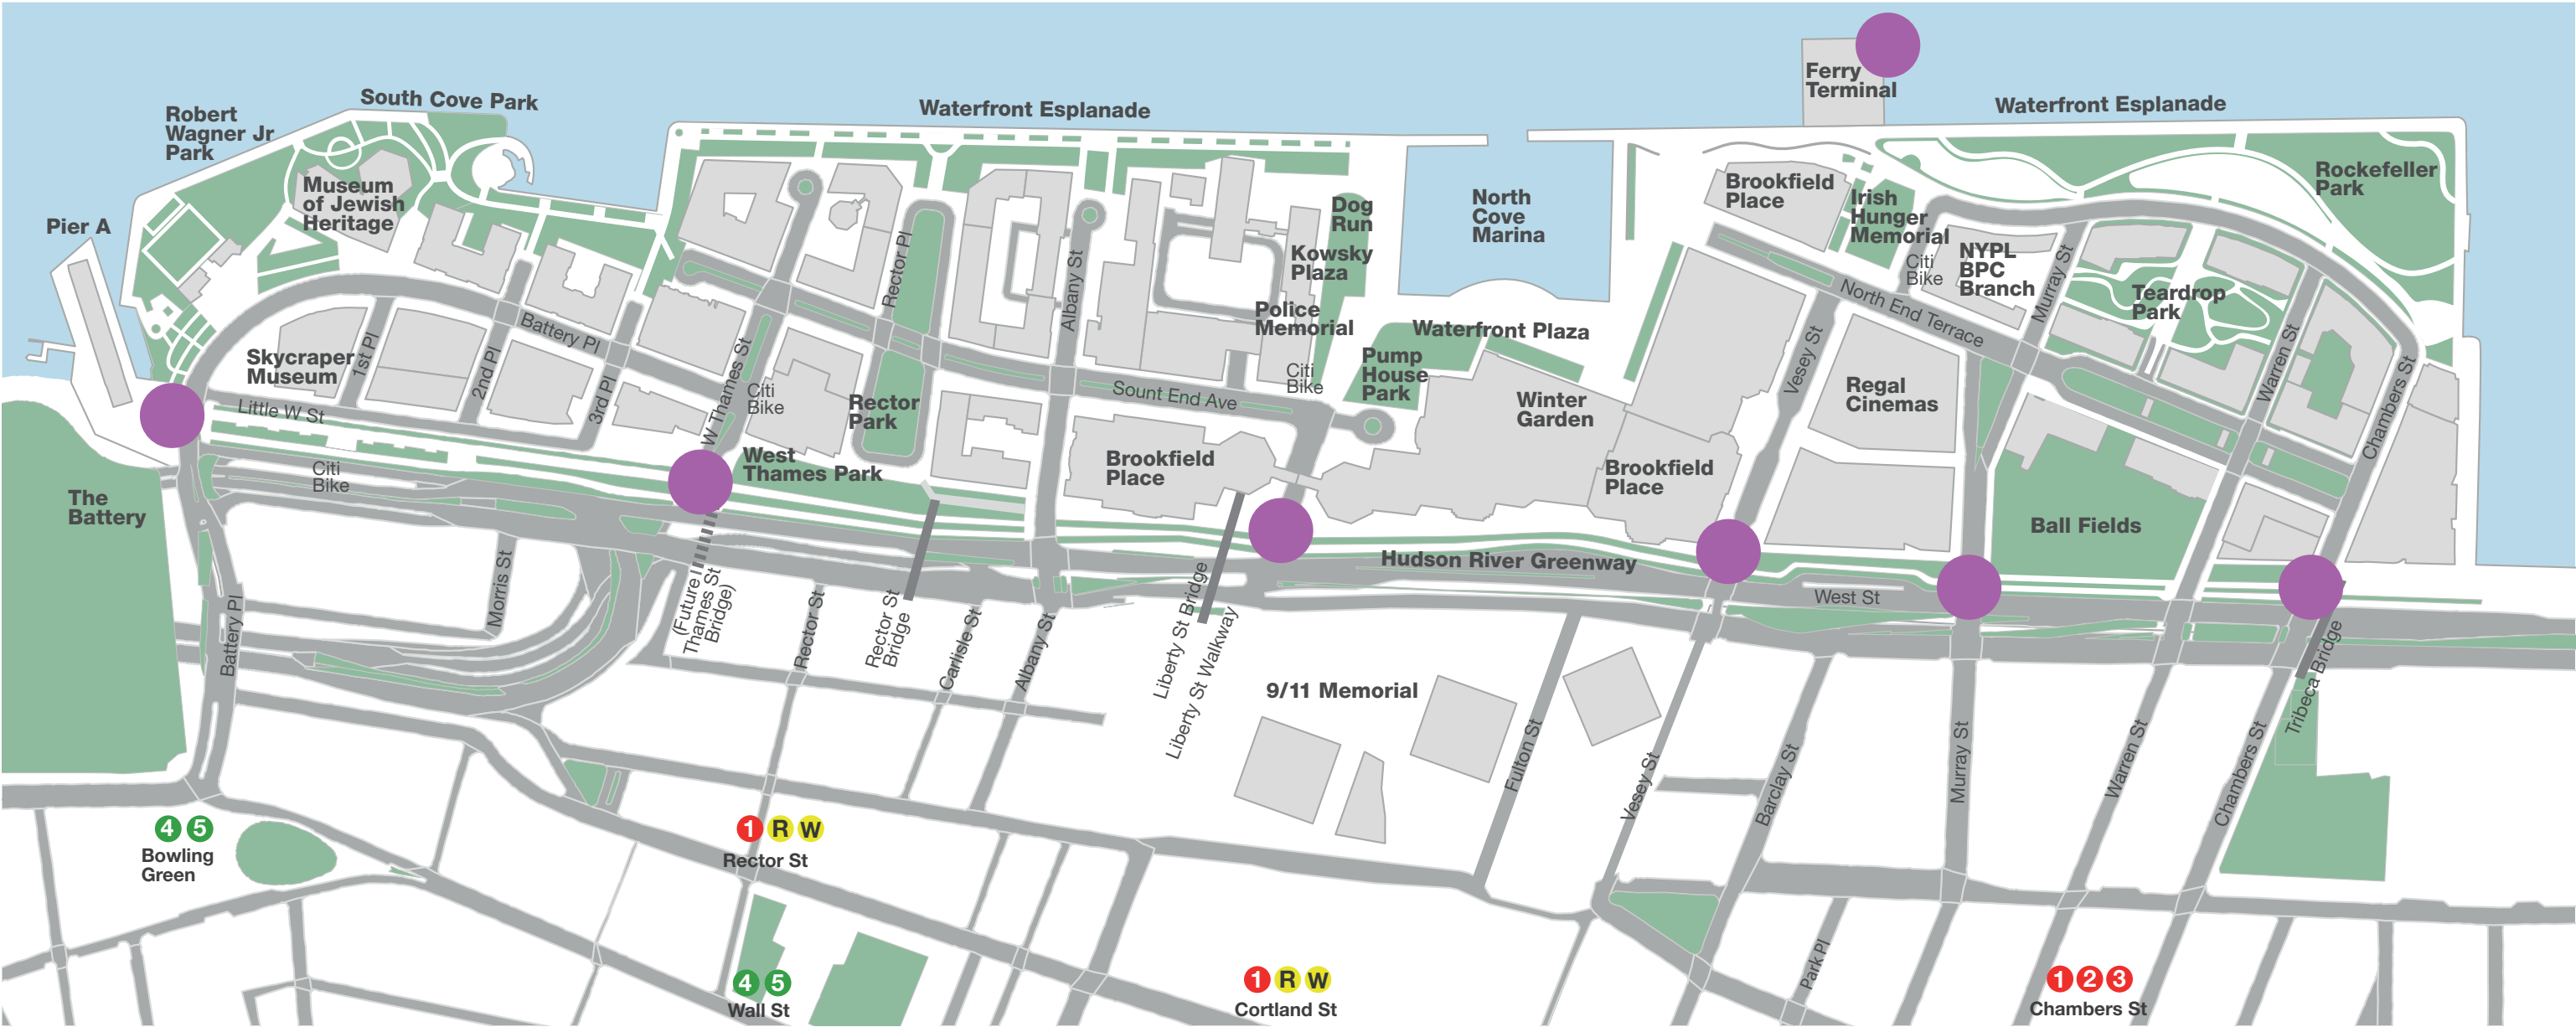 Ferry
Terminal
South Cove Park
Waterfront Esplanade
Waterfront Esplanade
Robert
Wagner Jr
Park
Museum
of Jewish
Heritage
Pier A
Brookfield
Place
Irish
Hunger
Memorial
Rockefeller
Park
Dog
Run
Kowsky
Plaza
North
Cove
Marina
Citi
Bike
NYPL
BPC
Branch
Murray St
Teardrop
Park
Rector Pl
Albany St
Police
Memorial
Waterfront Plaza
North End Terrace
Battery Pl
Skycraper
Museum
1st Pl
2nd Pl
3rd Pl
W Thames St
Citi
Bike
Rector
Park
Sount End Ave
Citi
Bike
Pump
House
Park
Winter
Garden
Vesey St
Regal
Cinemas
Warren St
Chambers St
Little W St
Citi
Bike
The
Battery
West
Thames Park
Brookfield
Place
Brookfield
Place
Ball Fields
Hudson River Greenway
West St
Morris St
Battery Pl
(Future
Thames St
Bridge)
Rector St
Rector St
Bridge
Carlisle St
Albany St
Liberty St Bridge
Liberty St Walkway
9/11 Memorial
Fulton St
Vesey St
Barclay St
Murray St
Warren St
Chambers St
Tribeca Bridge
4 5
Bowling
Green
1 R W
Rector St
4 5
Wall St
1 R W
Cortland St
Park Pl
1 2 3
Chambers St